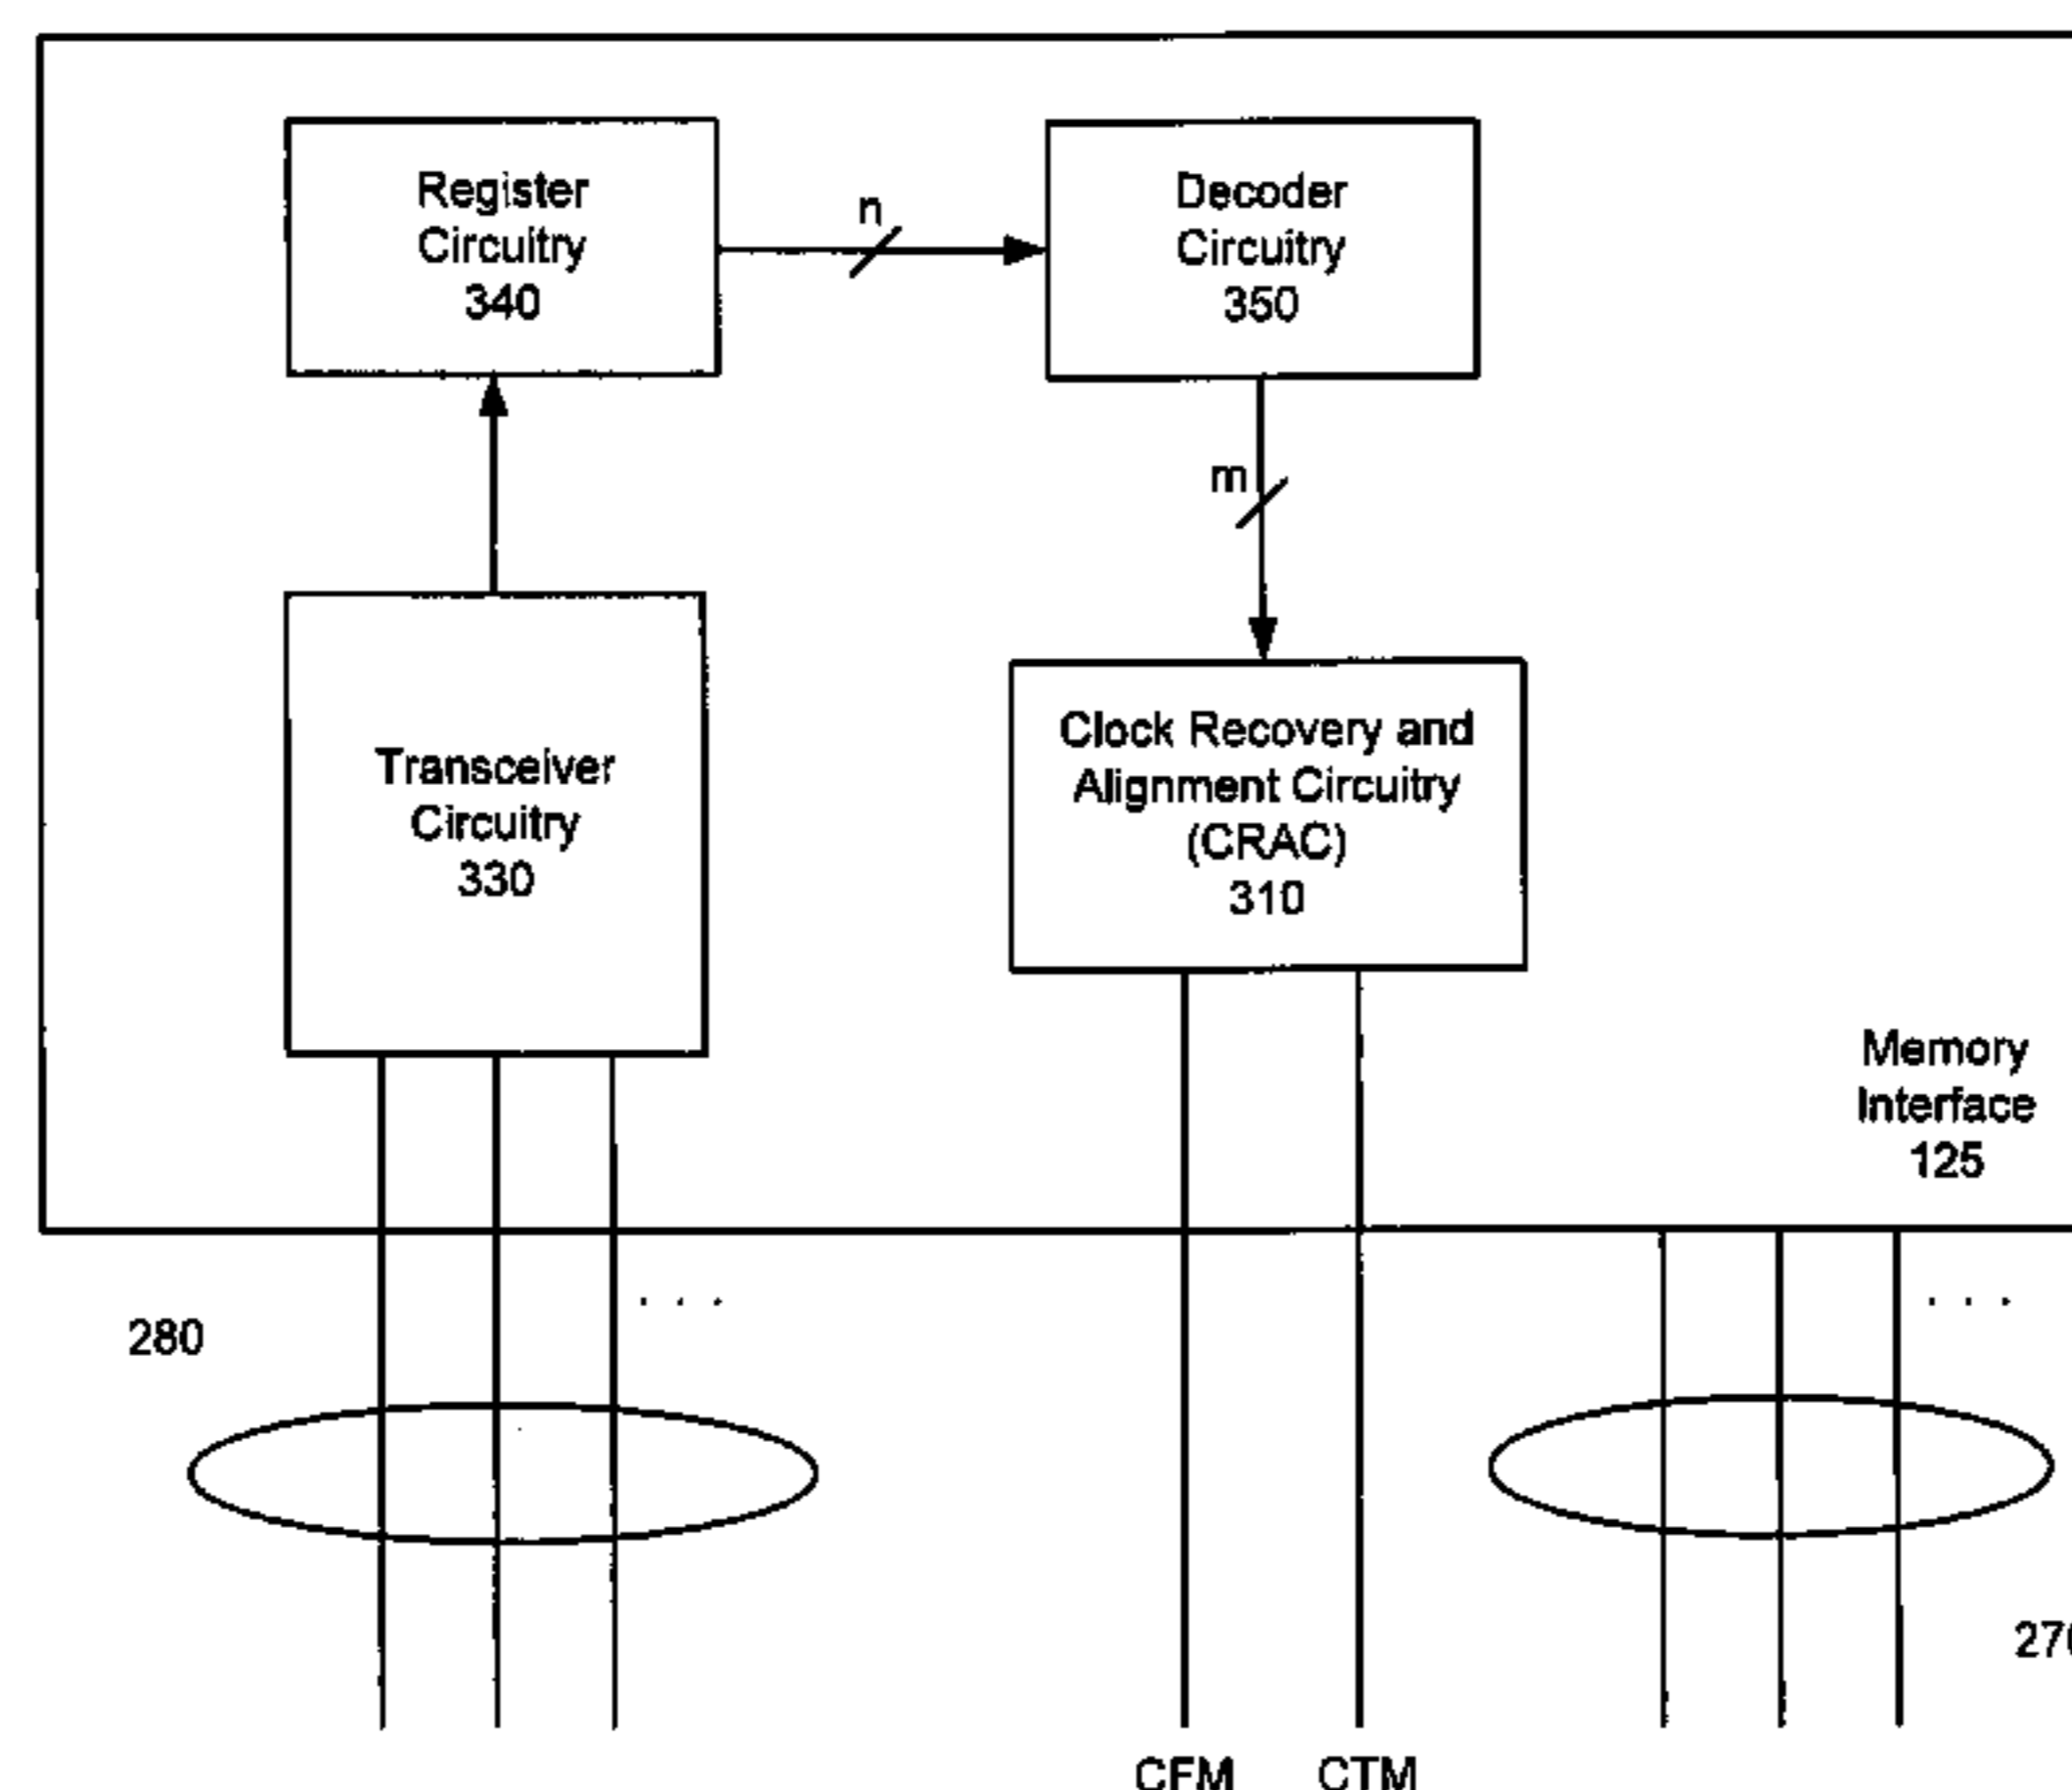 Register
Circuitry
340
n
Decoder
Circuitry
350
m
Transceiver
Circuitry
330
Clock Recovery and
Alignment Circuitry
(CRAC)
310
Memory
Interface
125
. . .
. . .
280
CFM
CTM